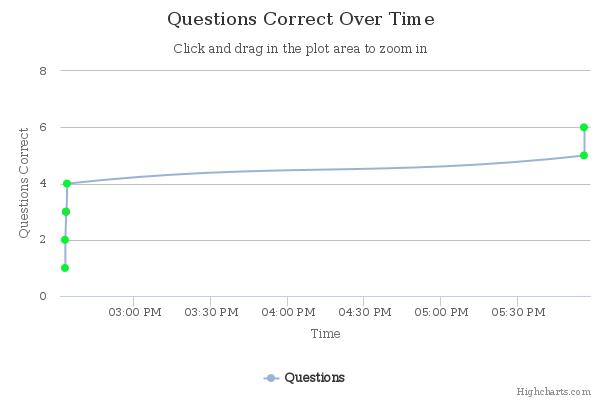 Questions Correct Over Time
Click and drag in the plot area to zoom in
8
6
4
2
0
Questions Correct
03:00 PM 03:30 PM 04:00 PM 04:30 PM 05:00 PM 05:30 PM
Time
Questions
Highcharts.com